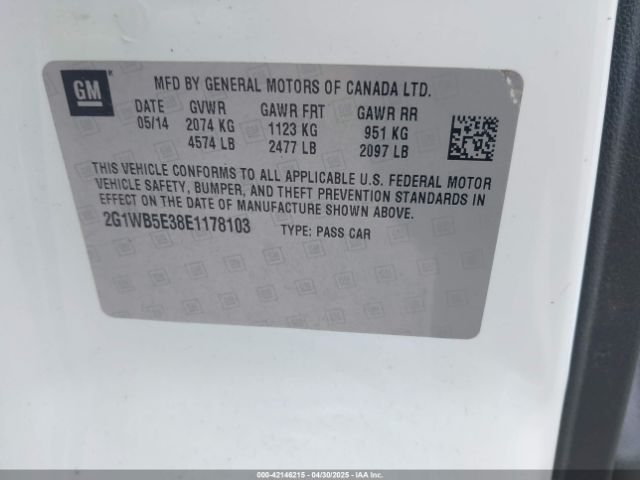 GM
MFD BY GENERAL MOTORS OF CANADA LTD.
DATE GVWR GAWR FRT GAWR RR
05/14 2074 KG 1123 KG 951 KG
4574 LB 2477 LB 2097 LB
THIS VEHICLE CONFORMS TO ALL APPLICABLE U.S. FEDERAL MOTOR
VEHICLE SAFETY, BUMPER, AND THEFT PREVENTION STANDARDS IN
EFFECT ON THE DATE OF MANUFACTURE SHOWN ABOVE.
2G1WB5E38E1178103 TYPE: PASS CAR
000-42146215 - 04/30/2025 - IAA Inc.